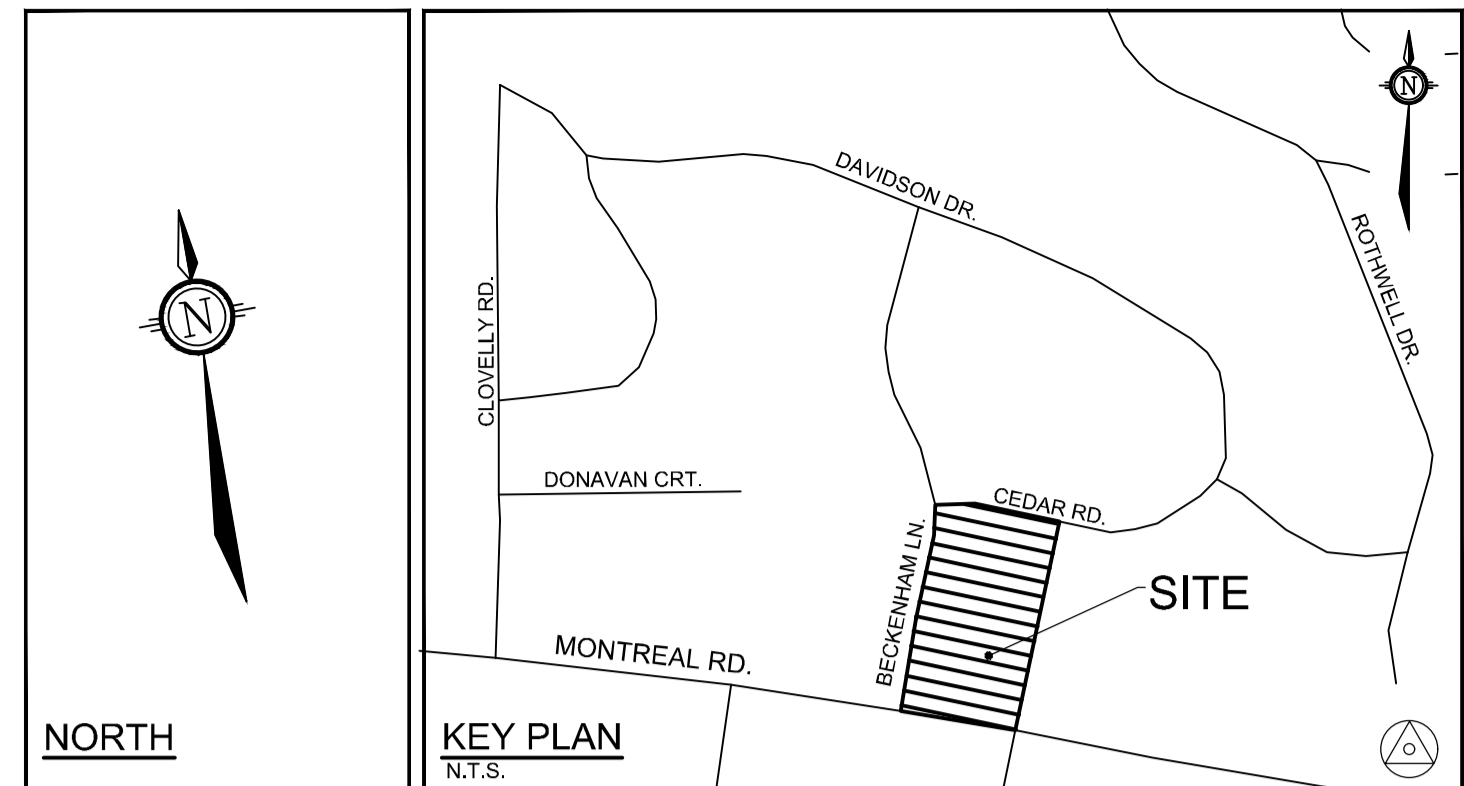 N
NORTH
N
DAVIDSON DR.
ROTHWELL DR.
CLOVELLY RD.
DONAVAN CRT.
CEDAR RD.
BECKENHAM LN.
SITE
MONTREAL RD.
KEY PLAN
N.T.S.